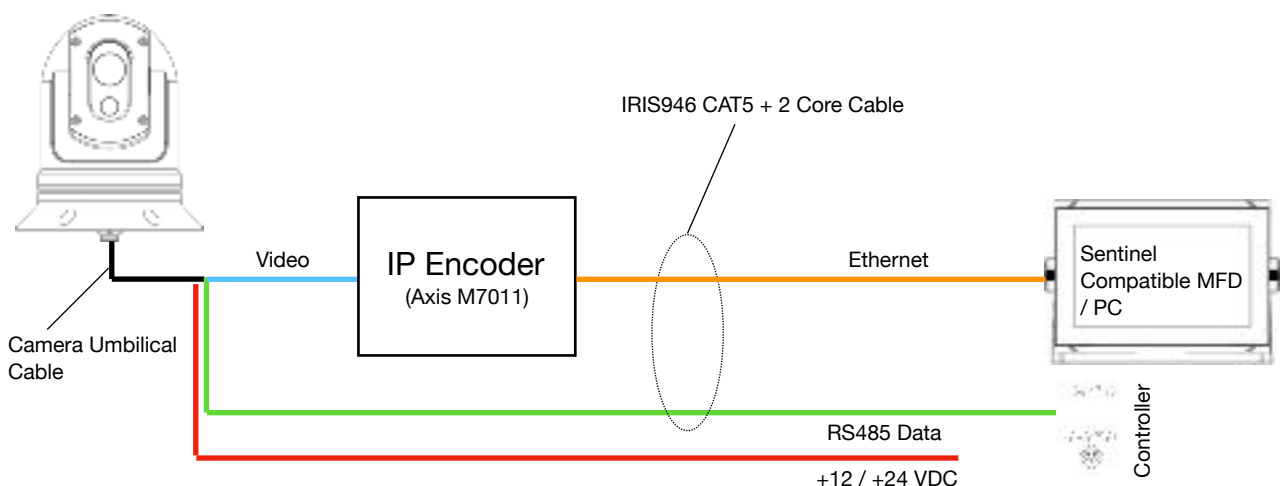 IRIS946 CAT5 + 2 Core Cable
Video
IP Encoder
(Axis M7011)
Ethernet
Sentinel
Compatible MFD
/ PC
Camera Umbilical
Cable
RS485 Data
+12 / +24 VDC
Controller